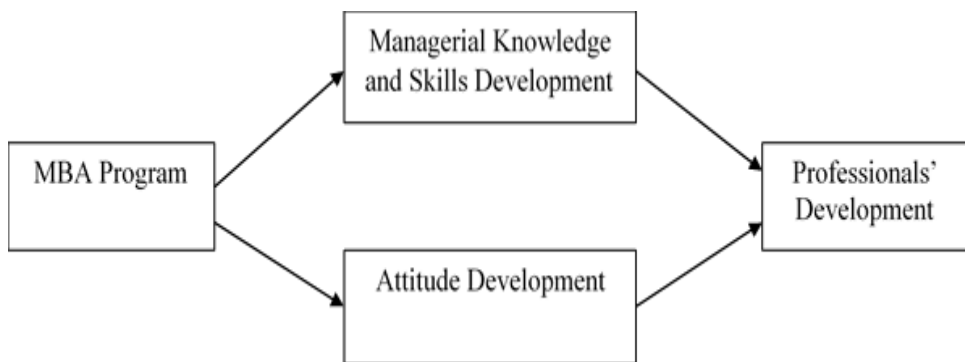 Managerial Knowledge
and Skills Development
MBA Program
Professionals’
Development
Attitude Development